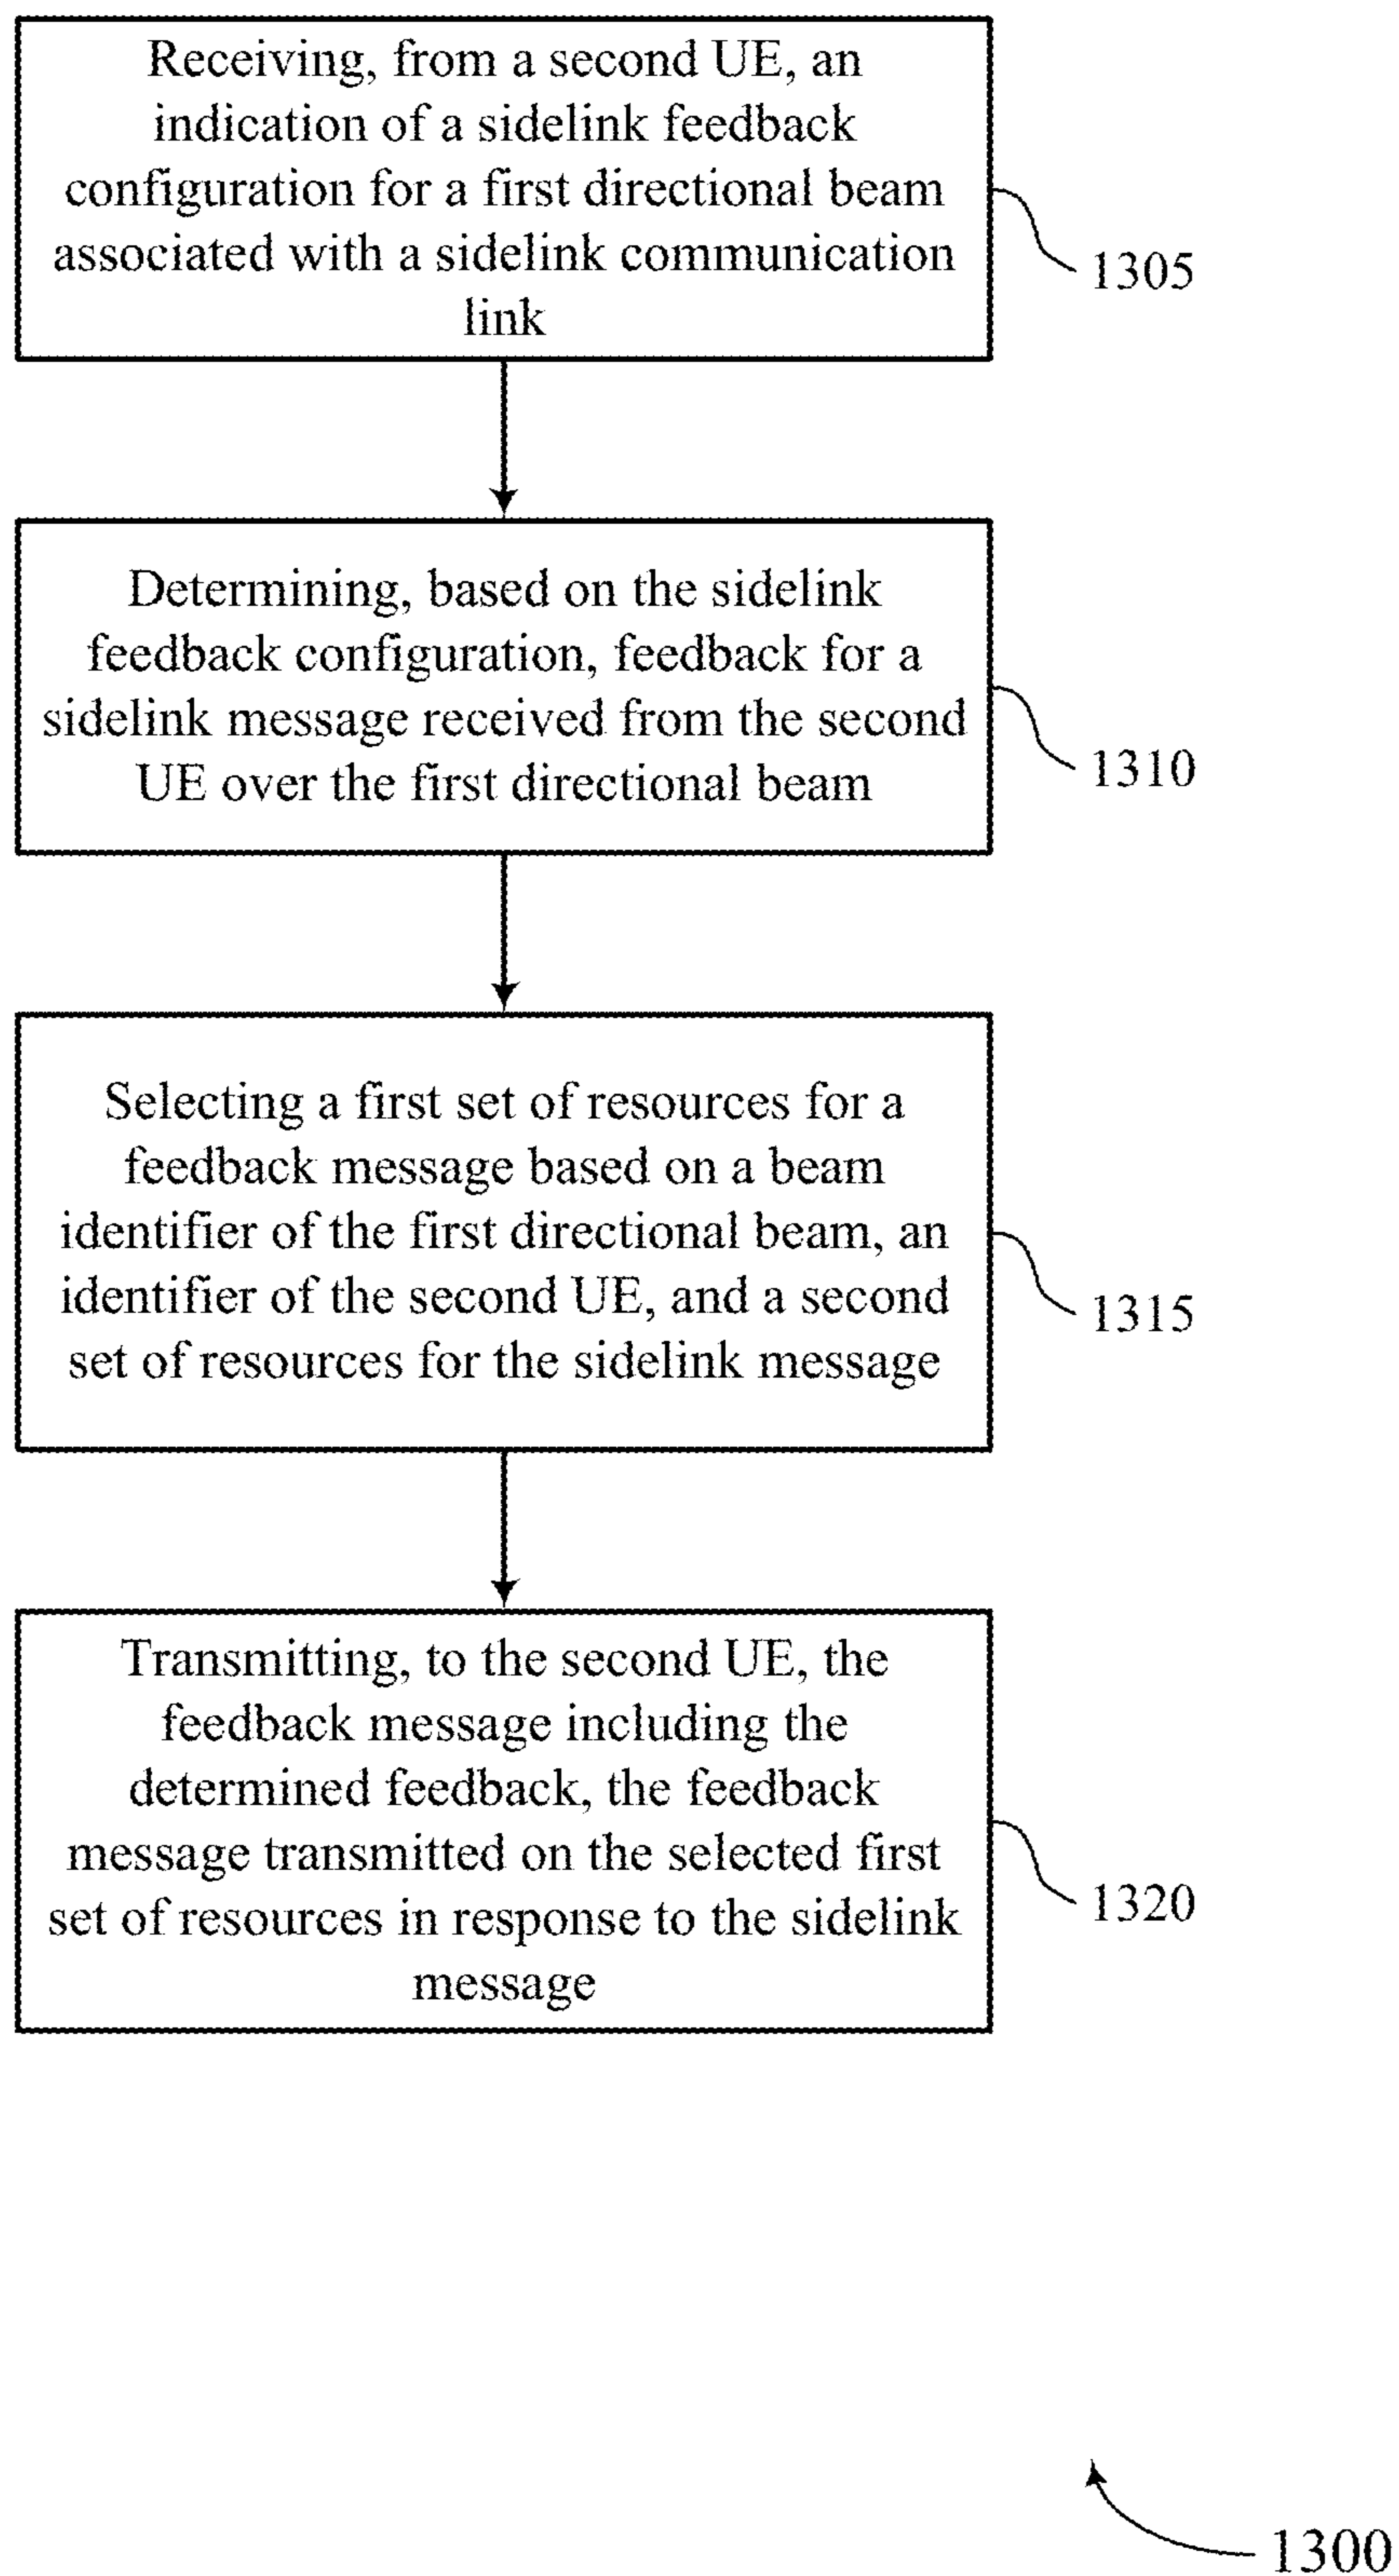 Receiving, from a second UE, an
indication of a sidelink feedback
configuration for a first directional beam
associated with a sidelink communication
link
1305
Determining, based on the sidelink
feedback configuration, feedback for a
sidelink message received from the second
UE over the first directional beam
1310
Selecting a first set of resources for a
feedback message based on a beam
identifier of the first directional beam, an
identifier of the second UE, and a second
set of resources for the sidelink message
1315
Transmitting, to the second UE, the
feedback message including the
determined feedback, the feedback
message transmitted on the selected first
set of resources in response to the sidelink
message
1320
1300